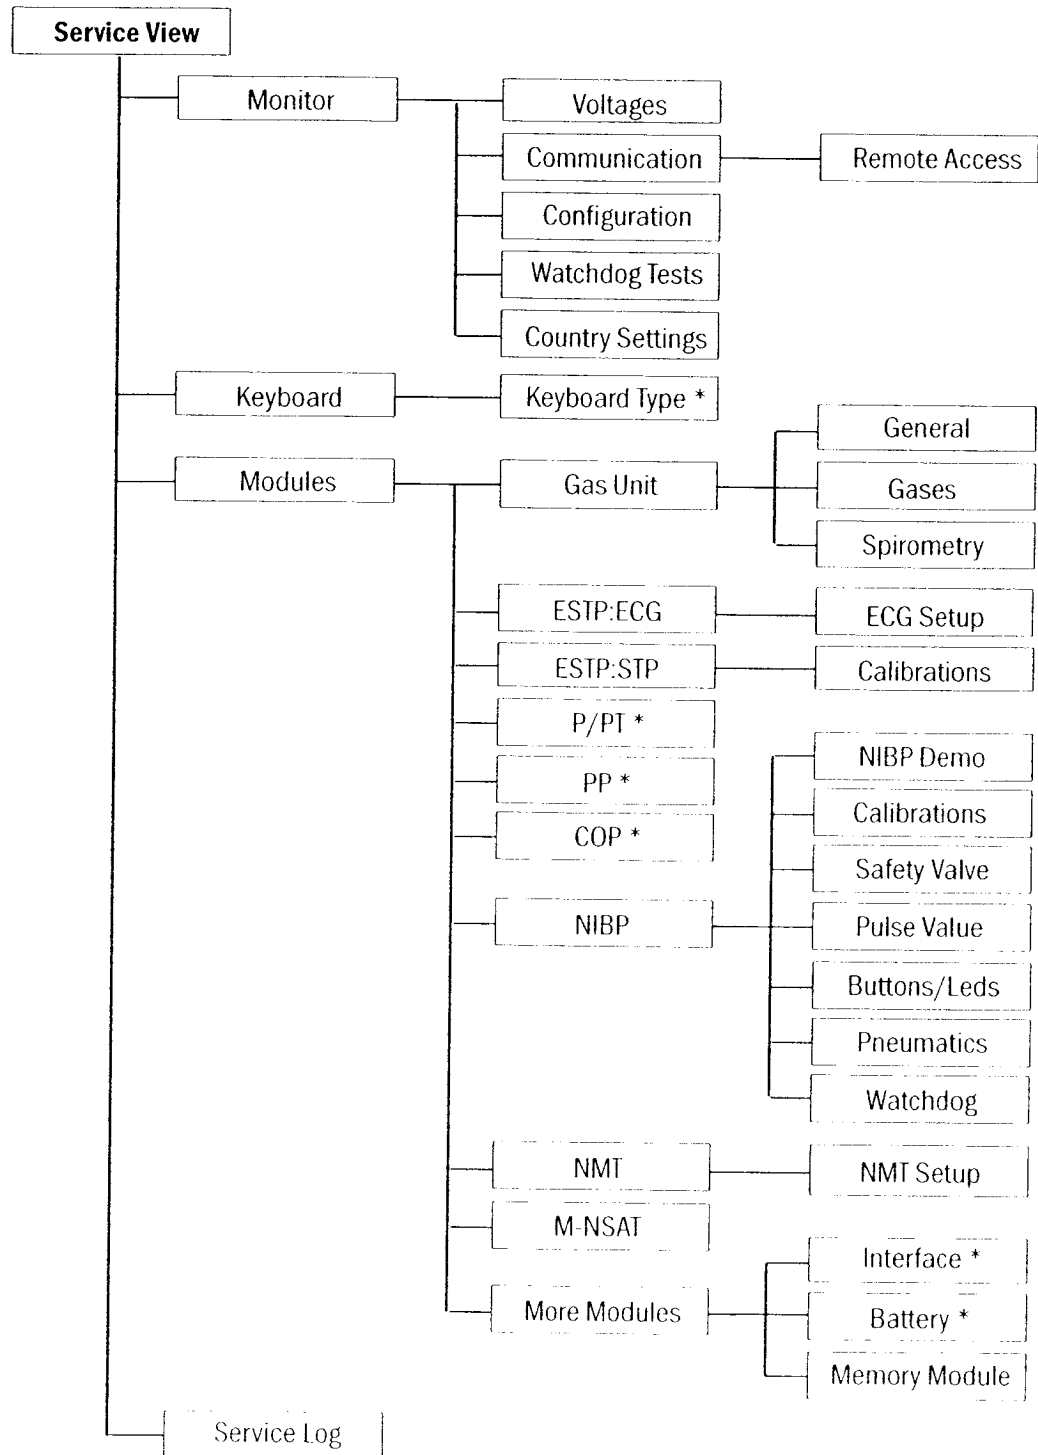 Service View
Monitor
Voltages
Communication
Remote Access
Configuration
Watchdog Tests
Country Settings
Keyboard
Keyboard Type *
General
Modules
Gas Unit
Gases
Spirometry
ESTP:ECG
ECG Setup
ESTP:STP
Calibrations
P/PT *
NIBP Demo
PP *
Calibrations
COP *
Safety Valve
NIBP
Pulse Value
Buttons/Leds
Pneumatics
Watchdog
NMT
NMT Setup
M-NSAT
Interface *
More Modules
Battery *
Memory Module
Service Log